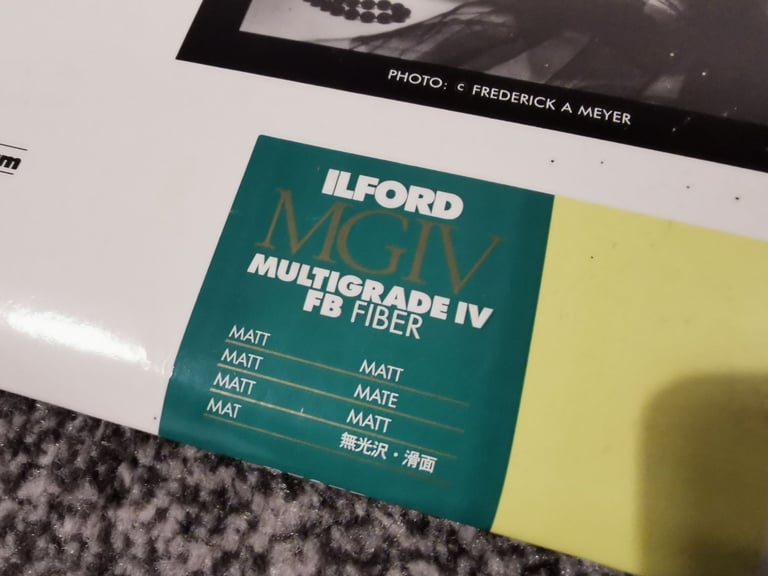 PHOTO: c FREDERICK A MEYER
ILFORD
MGIV
MULTIGRADE IV
FB FIBER
MATT
MATT
MATT
MAT
MATT
MATE
MATT
無光沢・滑面